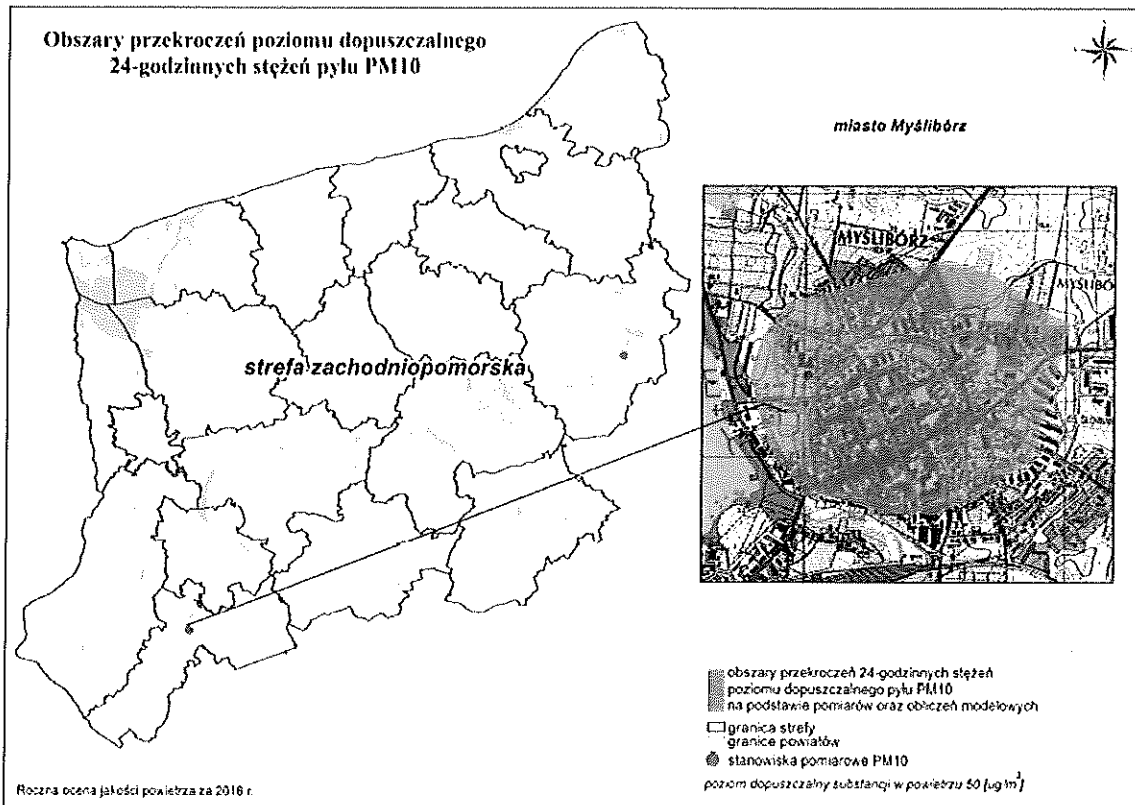 Obszary przekroczeń poziomu dopuszczalnego
24-godzinnych stężeń pyłu PM10
miasto Myślibórz
MYŚLIBÓRZ
MYŚLIBÓ
strefa zachodniopomorska
obszary przekroczeń 24-godzinnych stężeń
poziomu dopuszczalnego pyłu PM10
na podstawie pomiarów oraz obliczeń modelowych
granica strefy
granice powiatów
stanowiska pomiarowe PM10
poziom dopuszczalny substancji w powietrzu 50 [ug/m³]
Roczna ocena jakości powietrza za 2016 r.